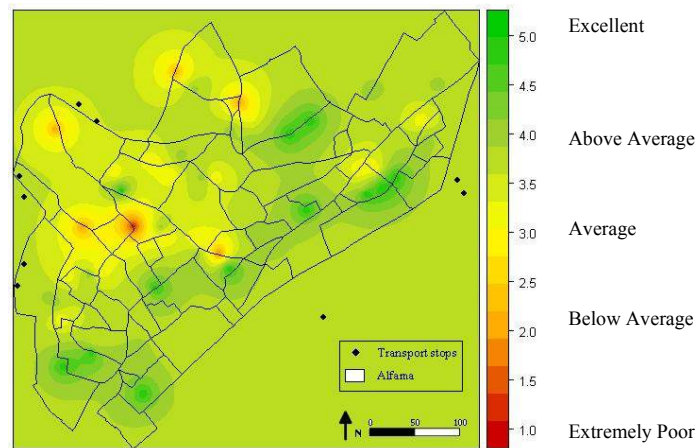 5.0
4.5
4.0
3.5
3.0
2.5
2.0
1.5
1.0
Excellent
Above Average
Average
Below Average
Extremely Poor
Transport stops
Alfama
N
0 50 100